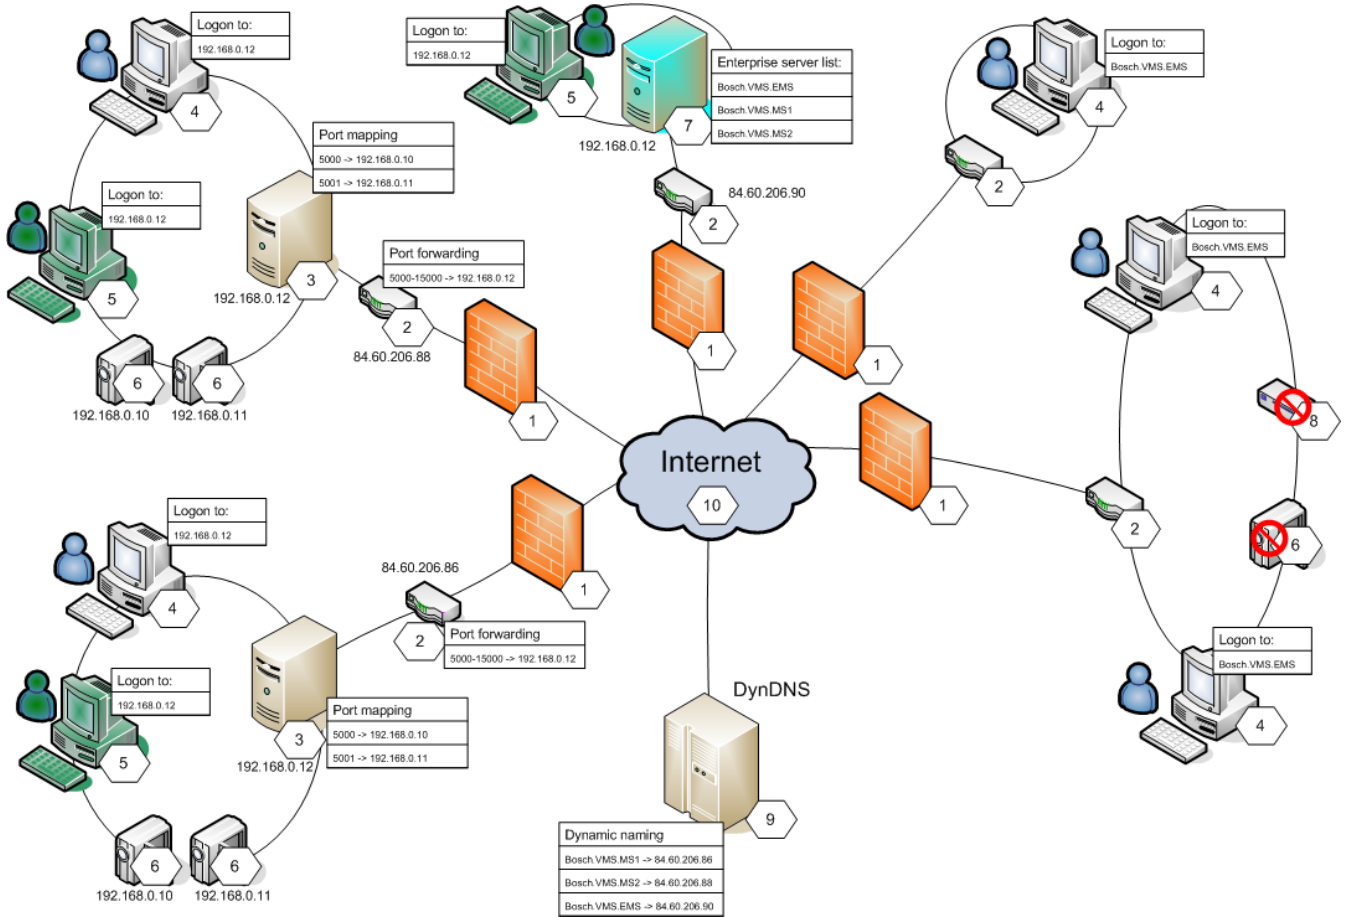 Logon to:
192.168.0.12
4
Logon to:
192.168.0.12
5
Port mapping
5000 -> 192.168.0.10
5001 -> 192.168.0.11
3
192.168.0.12
6
6
192.168.0.10
192.168.0.11
Port forwarding
5000-15000 -> 192.168.0.12
2
84.60.206.88
1
Logon to:
192.168.0.12
5
7
192.168.0.12
Enterprise server list:
Bosch.VMS.EMS
Bosch.VMS.MS1
Bosch.VMS.MS2
84.60.206.90
2
1
Logon to:
Bosch.VMS.EMS
4
2
1
Logon to:
Bosch.VMS.EMS
4
8
6
2
1
Logon to:
Bosch.VMS.EMS
4
Internet
10
Logon to:
192.168.0.12
4
Logon to:
192.168.0.12
5
3
192.168.0.12
Port mapping
5000 -> 192.168.0.10
5001 -> 192.168.0.11
6
6
192.168.0.10
192.168.0.11
84.60.206.86
2
Port forwarding
5000-15000 -> 192.168.0.12
1
DynDNS
9
Dynamic naming
Bosch.VMS.MS1 -> 84.60.206.86
Bosch.VMS.MS2 -> 84.60.206.88
Bosch.VMS.EMS -> 84.60.206.90